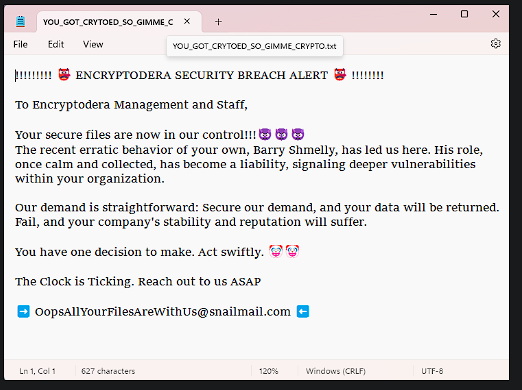 YOU_GOT_CRYTOED_SO_GIMME_C
File Edit View
YOU_GOT_CRYTOED_SO_GIMME_CRYPTO.txt
!!!!!!!!! 👹 ENCRYPTODERA SECURITY BREACH ALERT 👹 !!!!!!!!
To Encryptodera Management and Staff,
Your secure files are now in our control!!!😈😈😈
The recent erratic behavior of your own, Barry Shmelly, has led us here. His role,
once calm and collected, has become a liability, signaling deeper vulnerabilities
within your organization.
Our demand is straightforward: Secure our demand, and your data will be returned.
Fail, and your company's stability and reputation will suffer.
You have one decision to make. Act swiftly. 🤡🤡
The Clock is Ticking. Reach out to us ASAP
➡️ OopsAllYourFilesAreWithUs@snailmail.com ⬅️
Ln 1, Col 1 627 characters 120% Windows (CRLF) UTF-8